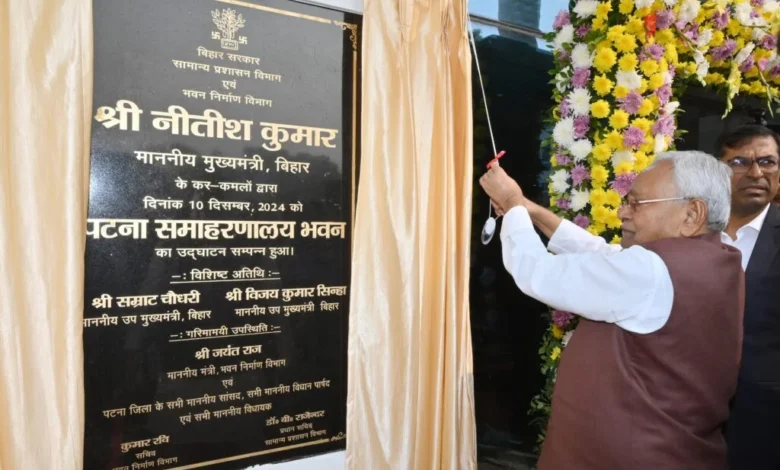 बिहार सरकार
सामान्य प्रशासन विभाग
एवं
भवन निर्माण विभाग
श्री नीतीश कुमार
माननीय मुख्यमंत्री, बिहार
के कर-कमलों द्वारा
दिनांक 10 दिसम्बर, 2024 को
पटना समाहरणालय भवन
का उद्घाटन सम्पन्न हुआ।
-: विशिष्ट अतिथि :-
श्री सम्राट चौधरी श्री विजय कुमार सिन्हा
माननीय उप मुख्यमंत्री, बिहार माननीय उप मुख्यमंत्री बिहार
-: गरिमामयी उपस्थिति :-
श्री जयंत राज
माननीय मंत्री, भवन निर्माण विभाग
एवं
पटना जिला के सभी माननीय सांसद, सभी माननीय विधान पार्षद
एवं सभी माननीय विधायक
कुमार रवि डॉ० बी० राजेन्दर
सचिव प्रधान सचिव
भवन निर्माण विभाग सामान्य प्रशासन विभाग